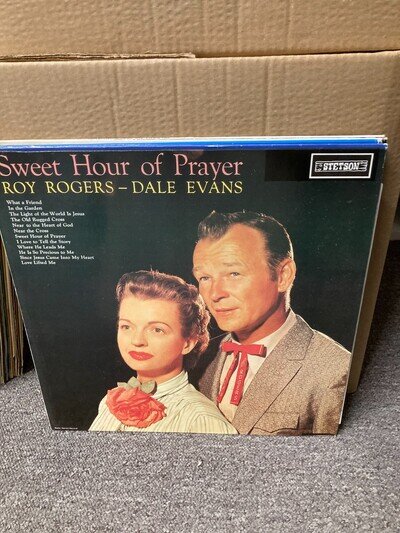 Sweet Hour of Prayer
STETSON
ROY ROGERS – DALE EVANS
What a Friend
In the Garden
The Light of the World Is Jesus
The Old Rugged Cross
Near to the Heart of God
Near the Cross
Sweet Hour of Prayer
I Love to Tell the Story
Where He Leads Me
He Is So Precious to Me
Since Jesus Came Into My Heart
Love Lifted Me